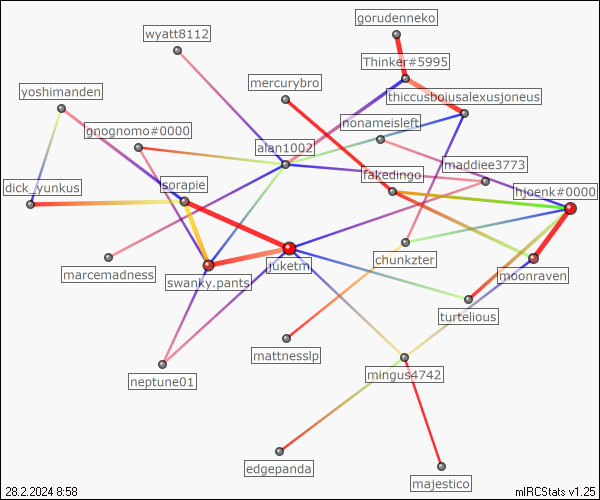 gorudenneko
wyatt8112
Thinker#5995
mercurybro
yoshimanden
thiccusboiusalexusjoneus
nonameisleft
gnognomo#0000
alan1002
maddiee3773
fakedingo
dick_yunkus
sorapie
hjoenk#0000
chunkzter
juketm
marcemadness
swanky.pants
moonraven
turtelious
mattnesslp
mingus4742
neptune01
edgepanda
majestico
28.2.2024 8:58
mIRCStats v1.25